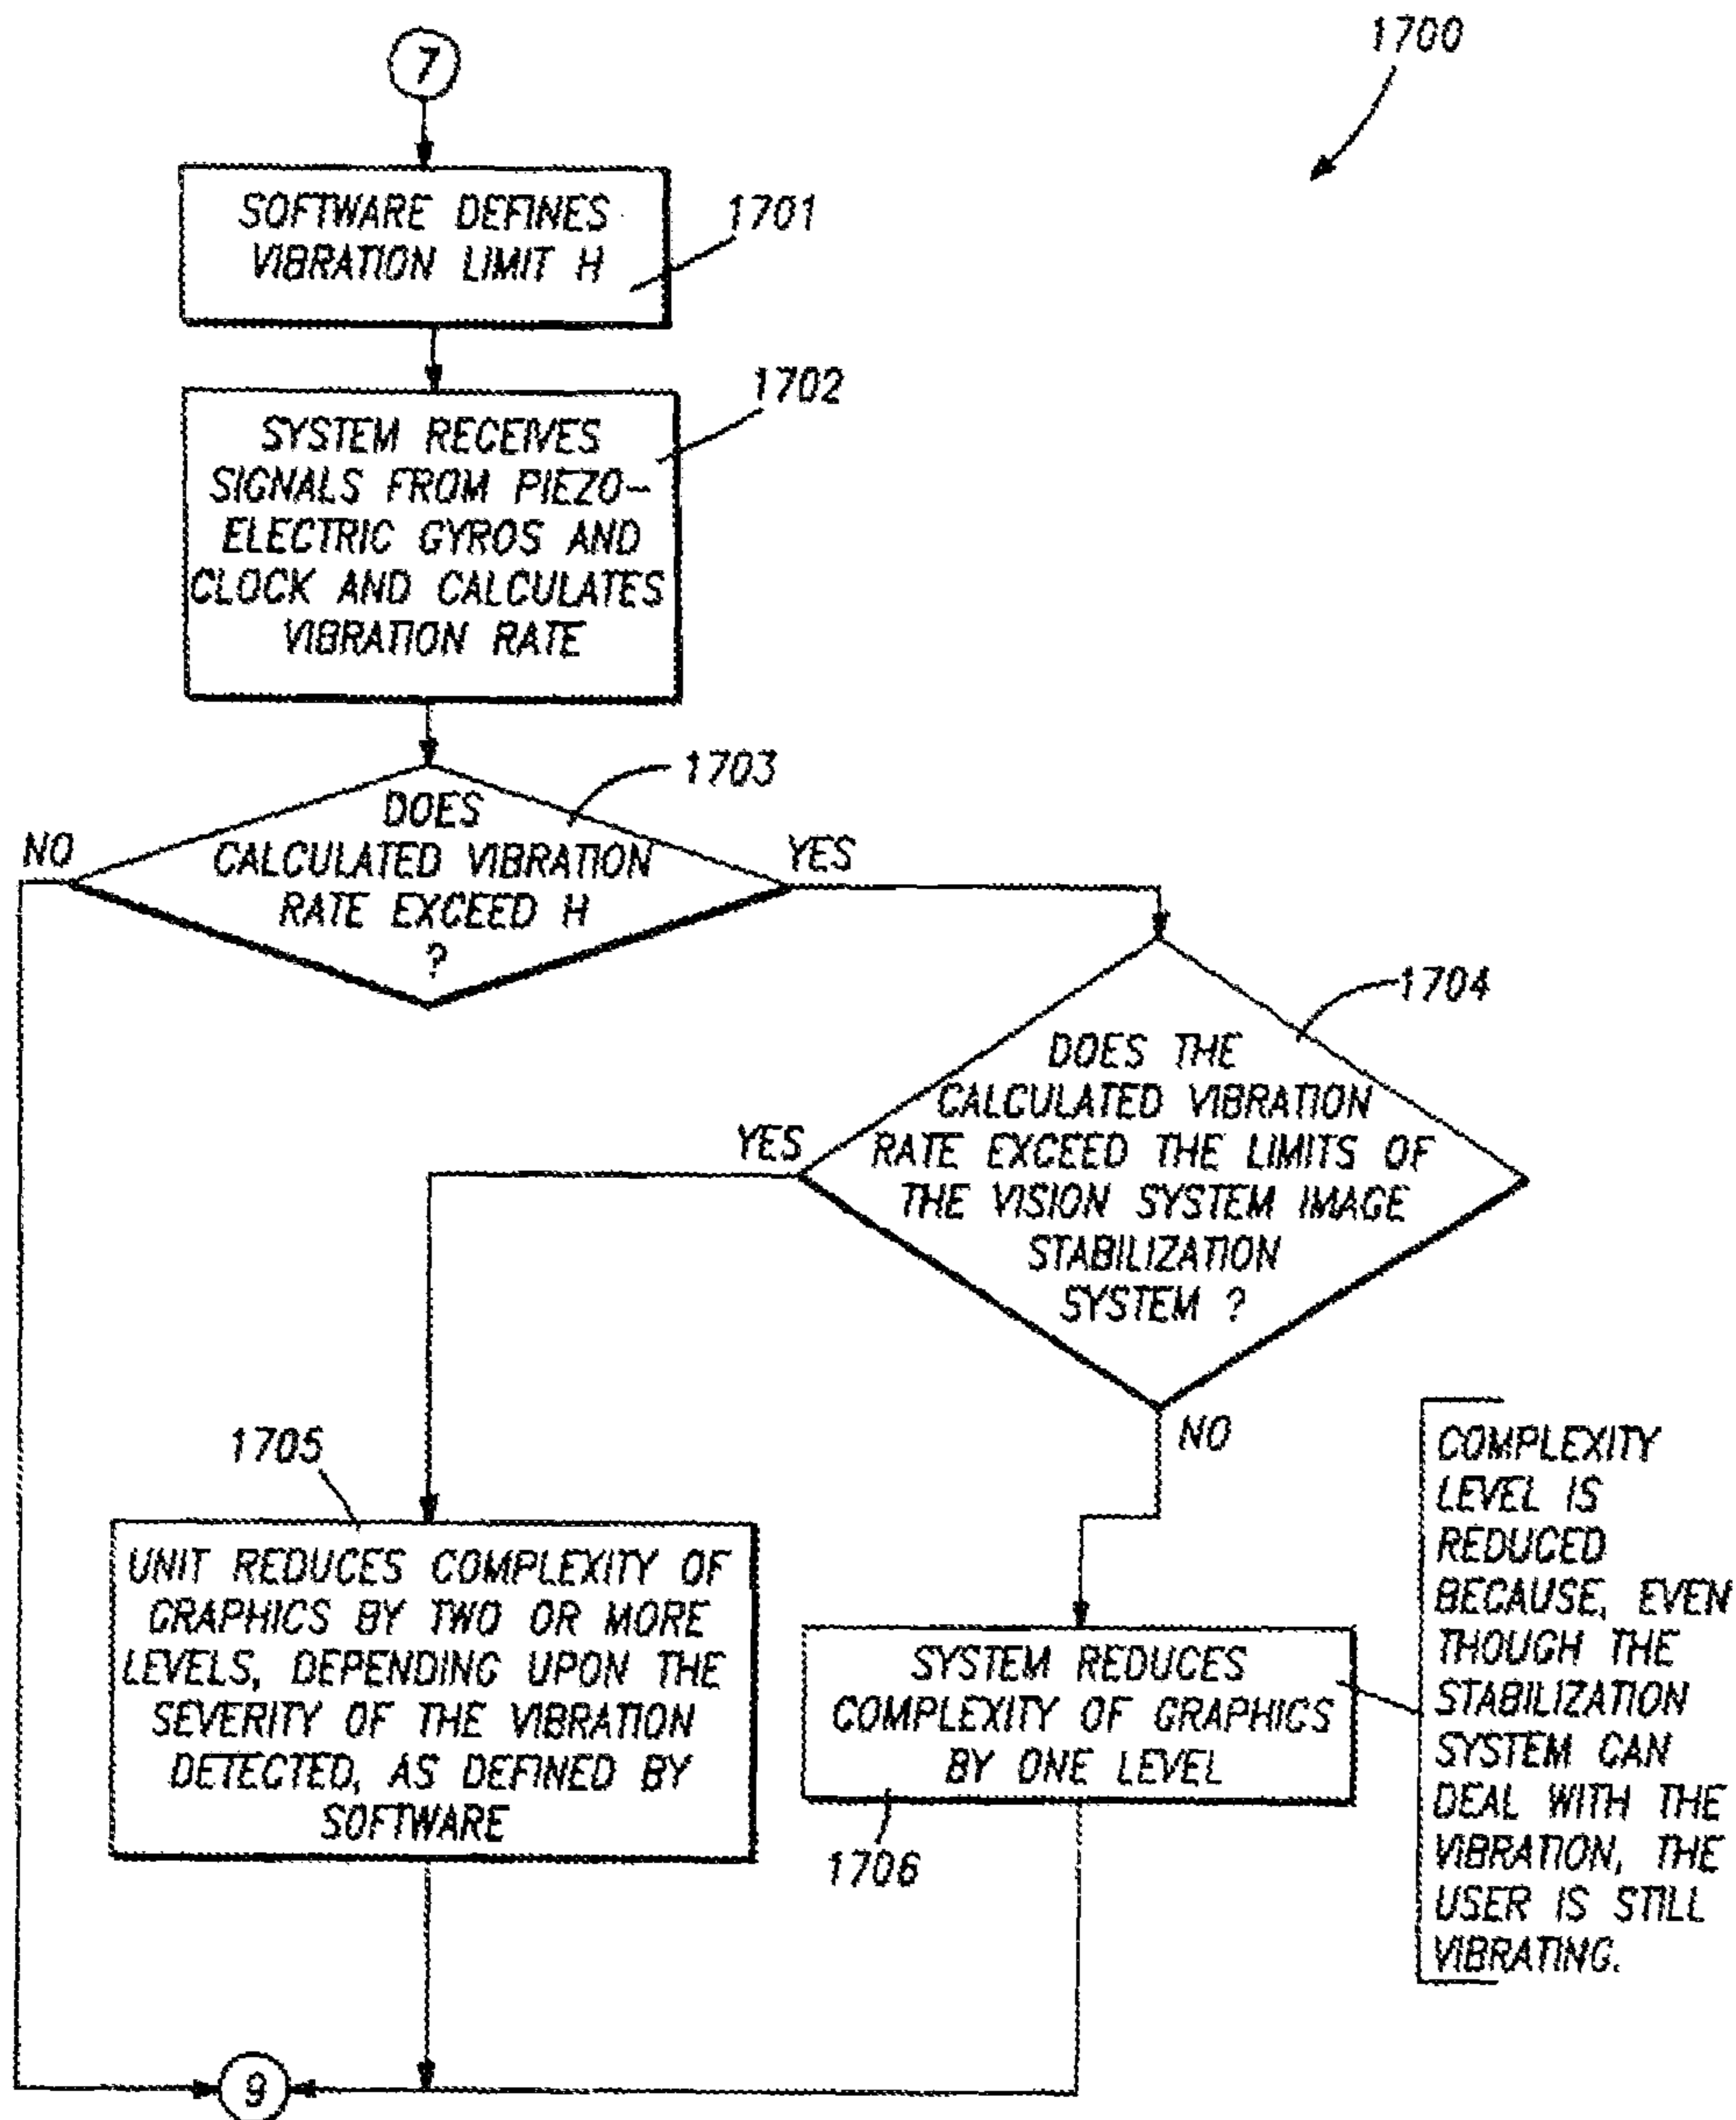 1700
7
SOFTWARE DEFINES
VIBRATION LIMIT H
1701
1702
SYSTEM RECEIVES
SIGNALS FROM PIEZO-
ELECTRIC GYROS AND
CLOCK AND CALCULATES
VIBRATION RATE
1703
DOES
CALCULATED VIBRATION
RATE EXCEED H
?
NO
YES
1704
DOES THE
CALCULATED VIBRATION
RATE EXCEED THE LIMITS OF
THE VISION SYSTEM IMAGE
STABILIZATION
SYSTEM ?
YES
NO
1705
UNIT REDUCES COMPLEXITY OF
GRAPHICS BY TWO OR MORE
LEVELS, DEPENDING UPON THE
SEVERITY OF THE VIBRATION
DETECTED, AS DEFINED BY
SOFTWARE
SYSTEM REDUCES
COMPLEXITY OF GRAPHICS
BY ONE LEVEL
1706
COMPLEXITY
LEVEL IS
REDUCED
BECAUSE, EVEN
THOUGH THE
STABILIZATION
SYSTEM CAN
DEAL WITH THE
VIBRATION, THE
USER IS STILL
VIBRATING.
9